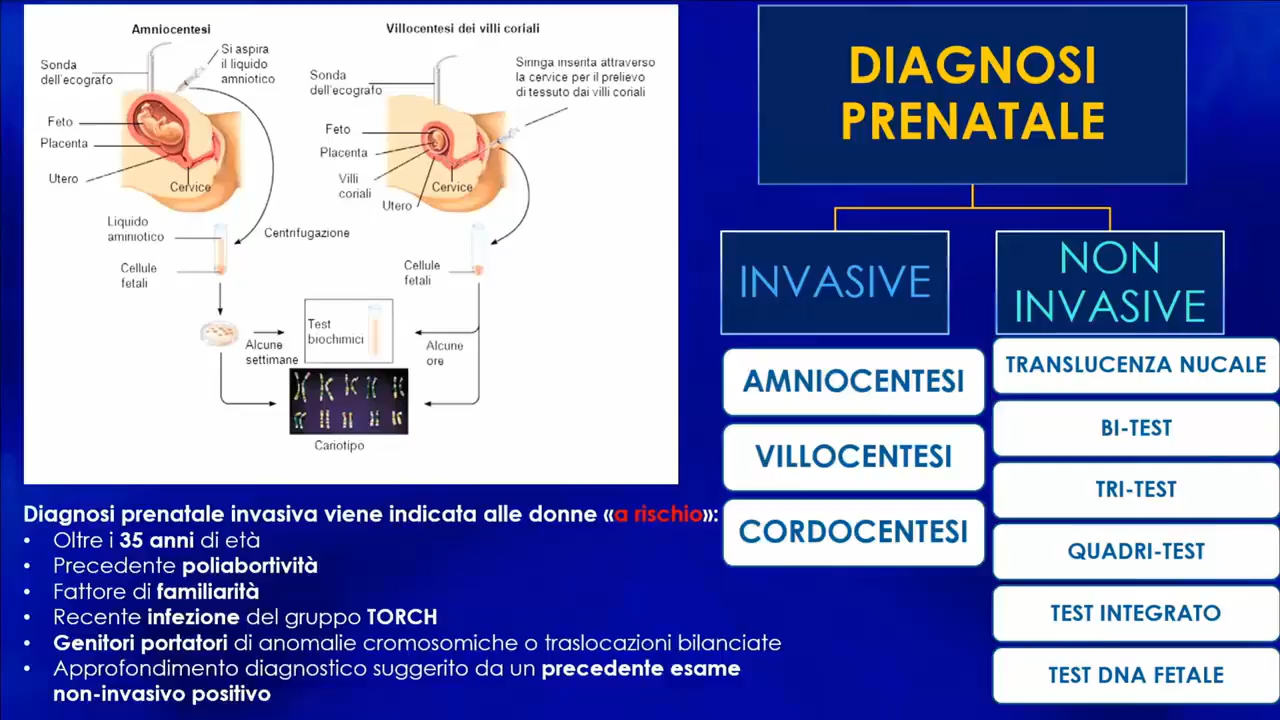 Amniocentesi
Si aspira
il liquido
amniotico
Sonda
dell'ecografo
Feto
Placenta
Utero
Cervice
Liquido
aminiotico
Cellule
fetali
Centrifugazione
Villocentesi dei villi coriali
Siringa inserita attraverso
la cervice per il prelievo
di tessuto dai villi coriali
Sonda
dell'ecografo
Feto
Placenta
Villi
coriali
Utero
Cervice
Cellule
fetali
Test
biochimici
Alcune
settimane
Alcune
ore
Cariotipo
DIAGNOSI
PRENATALE
INVASIVE
AMNIOCENTESI
VILLOCENTESI
CORDOCENTESI
NON
INVASIVE
TRANSLUCENZA NUCALE
BI-TEST
TRI-TEST
QUADRI-TEST
TEST INTEGRATO
TEST DNA FETALE
Diagnosi prenatale invasiva viene indicata alle donne «a rischio»:
• Oltre i 35 anni di età
• Precedente poliabortività
• Fattore di familiarità
• Recente infezione del gruppo TORCH
• Genitori portatori di anomalie cromosomiche o traslocazioni bilanciate
• Approfondimento diagnostico suggerito da un precedente esame
non-invasivo positivo